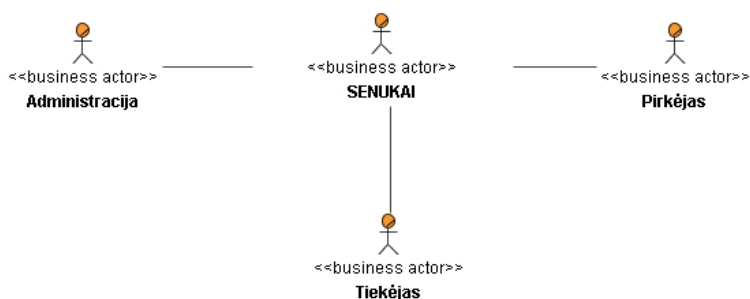 <<business actor>>
Administracija
<<business actor>>
SENUKAI
<<business actor>>
Pirkėjas
<<business actor>>
Tiekėjas